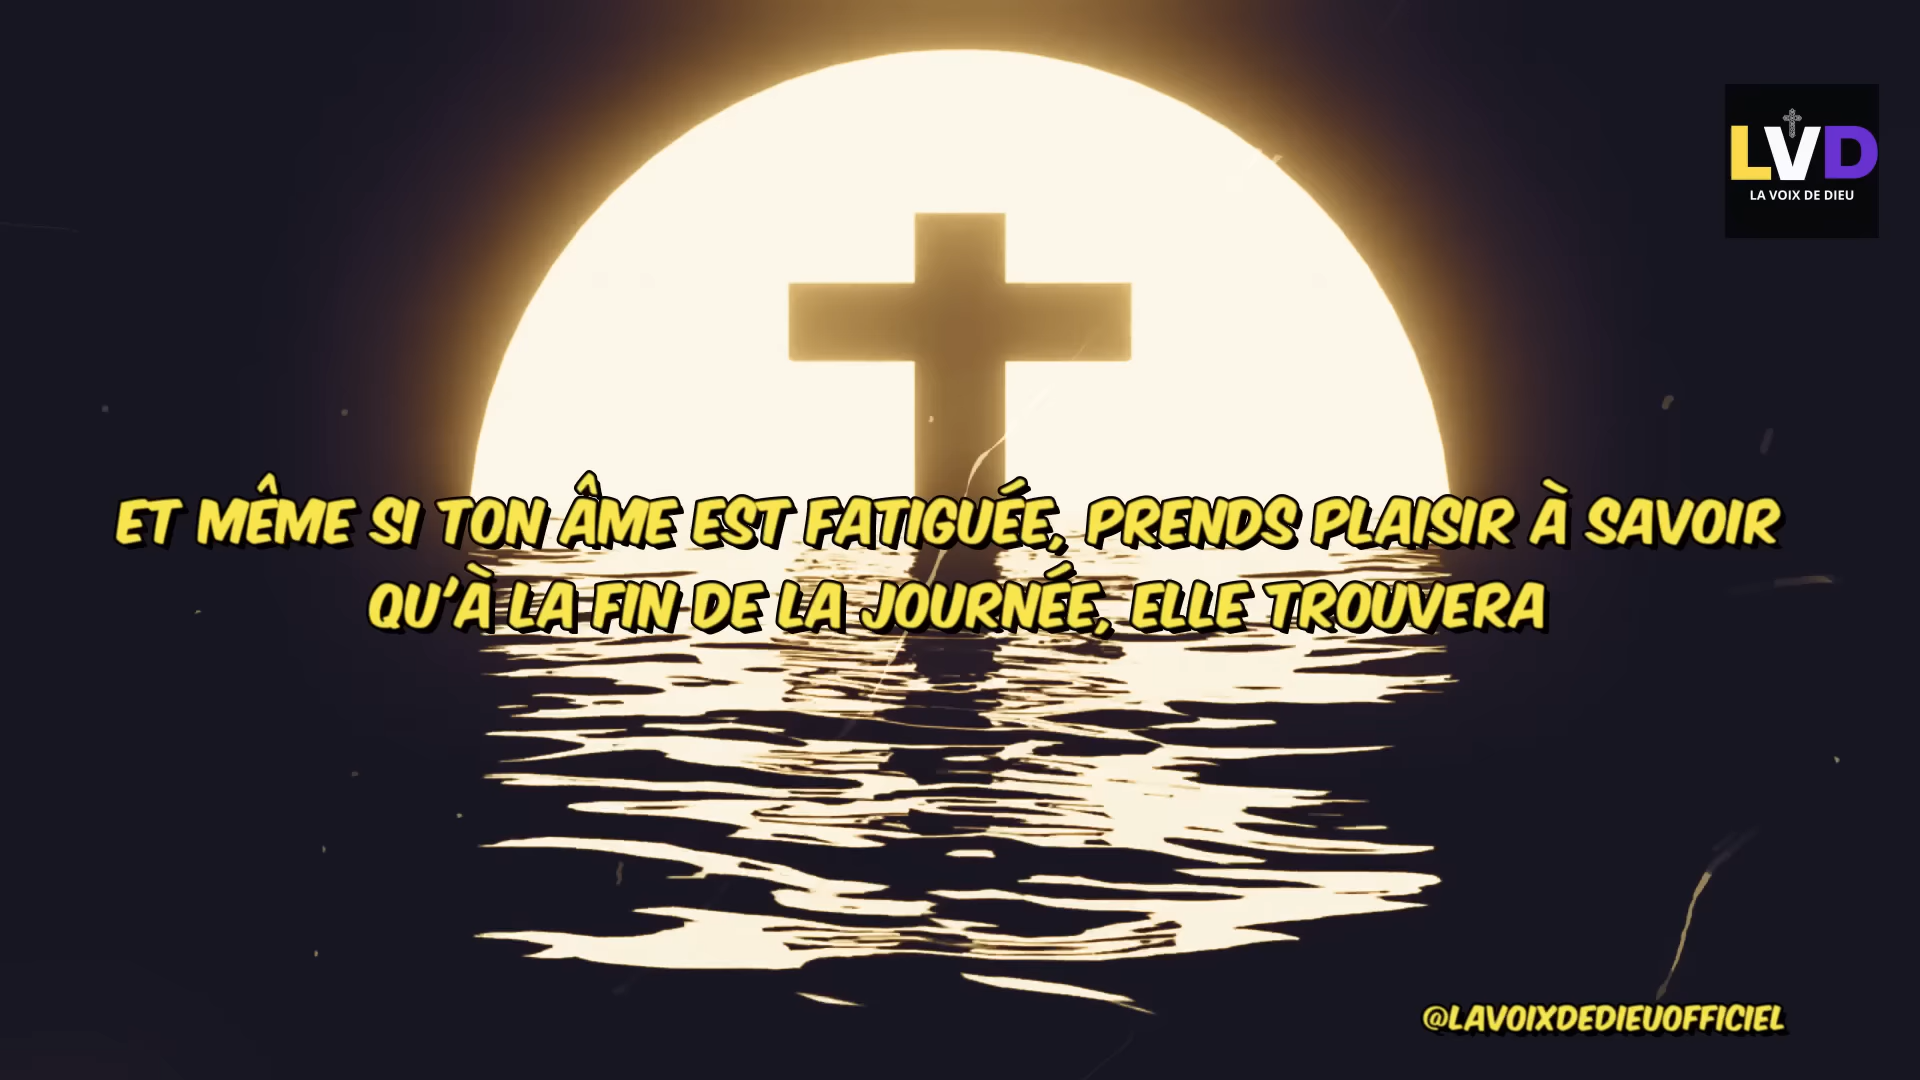 LVD
LA VOIX DE DIEU
ET MÊME SI TON ÂME EST FATIGUÉE, PRENDS PLAISIR À SAVOIR
QU'À LA FIN DE LA JOURNÉE, ELLE TROUVERA
@LAVOIXDEDIEUOFFICIEL